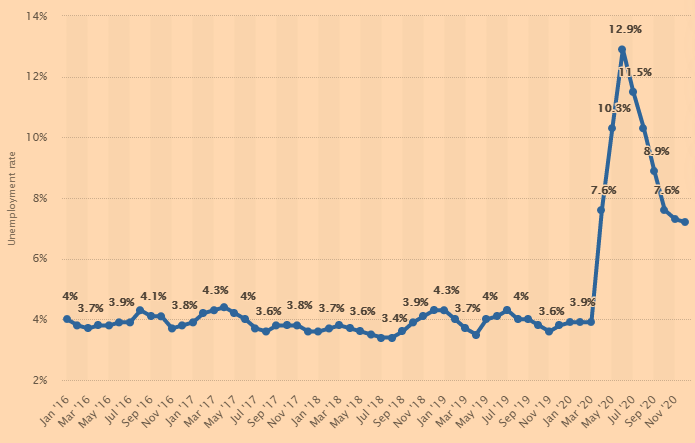 14%
12%
10%
8%
6%
4%
2%
Unemployment rate
4%
3.7%
3.9%
4.1%
3.8%
4.3%
4%
3.6%
3.8%
3.7%
3.6%
3.4%
3.9%
4.3%
3.7%
4%
4%
3.6%
3.9%
7.6%
10.3%
12.9%
11.5%
8.9%
7.6%
Jan '16
Mar '16
May '16
Jul '16
Sep '16
Nov '16
Jan '17
Mar '17
May '17
Jul '17
Sep '17
Nov '17
Jan '18
Mar '18
May '18
Jul '18
Sep '18
Nov '18
Jan '19
Mar '19
May '19
Jul '19
Sep '19
Nov '19
Jan '20
Mar '20
May '20
Jul '20
Sep '20
Nov '20